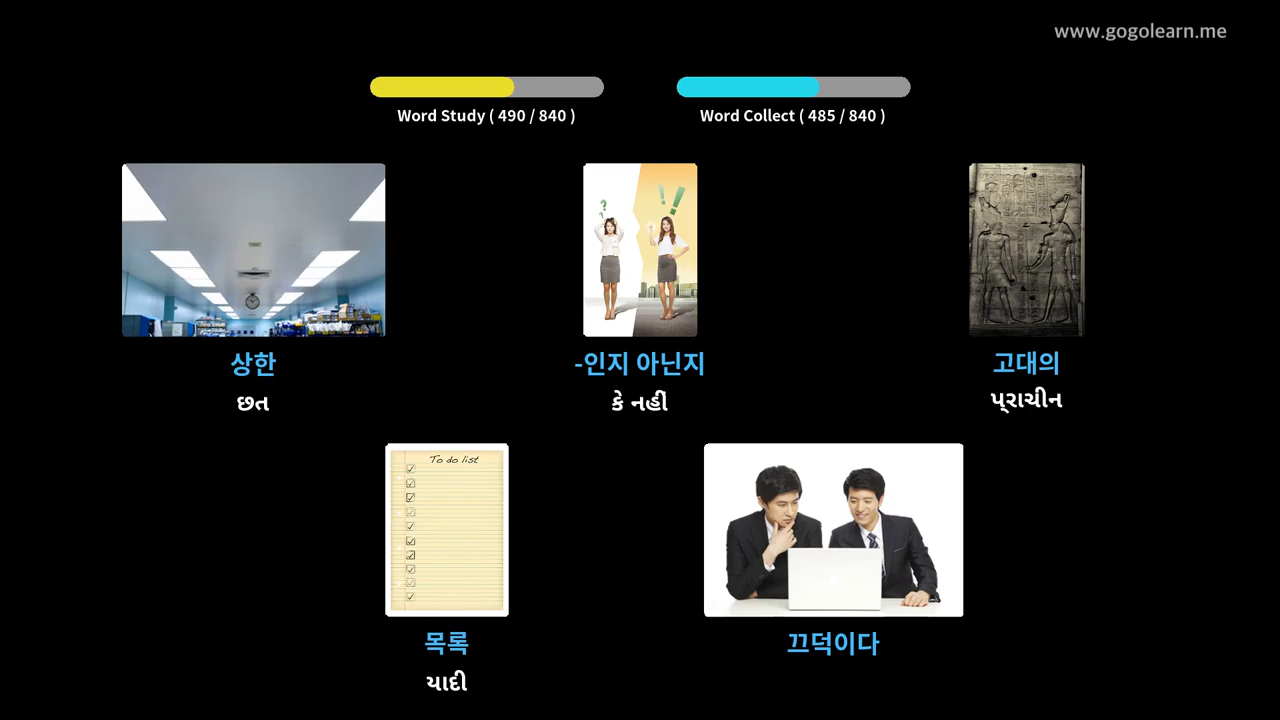 www.gogolearn.me
Word Study ( 490 / 840 )
Word Collect ( 485 / 840 )
상한
છત
-인지 아닌지
કે નહીં
고대의
પ્રાચીન
To do list
목록
યાદી
끄덕이다